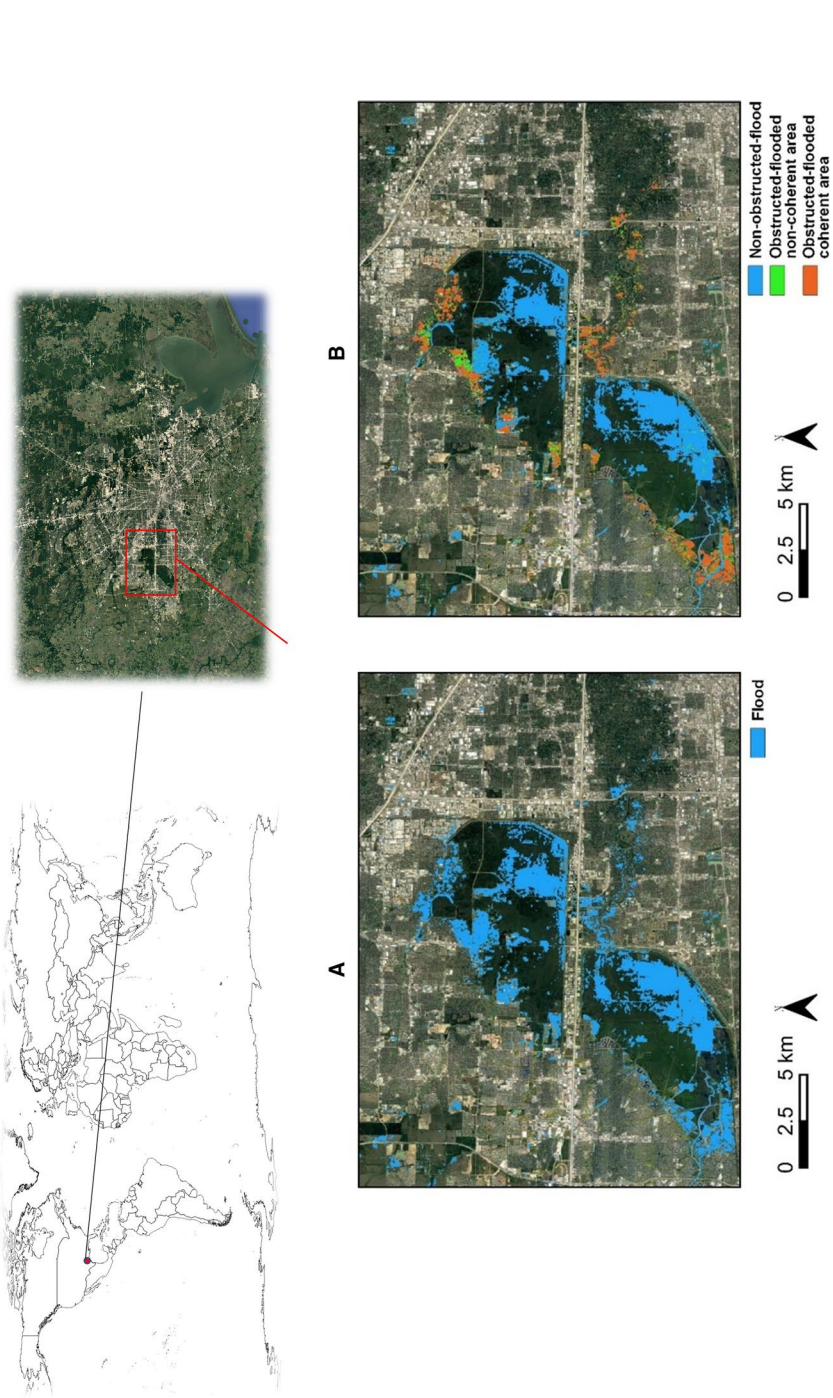 A
B
Flood
Non-obstructed-flood
Obstructed-flooded
non-coherent area
Obstructed-flooded
coherent area
0 2.5 5 km
0 2.5 5 km